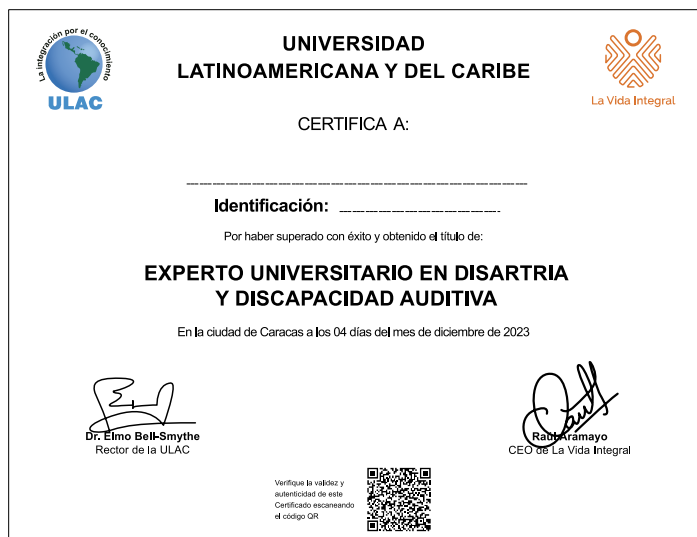 La integración por el conocimiento
ULAC
UNIVERSIDAD
LATINOAMERICANA Y DEL CARIBE
La Vida Integral
CERTIFICA A:
Identificación:
Por haber superado con éxito y obtenido el título de:
EXPERTO UNIVERSITARIO EN DISARTRIA
Y DISCAPACIDAD AUDITIVA
En la ciudad de Caracas a los 04 días del mes de diciembre de 2023
Dr. Elmo Bell-Smythe
Rector de la ULAC
Raúl Aramayo
CEO de La Vida Integral
Verifique la validez y
autenticidad de este
Certificado escaneando
el código QR